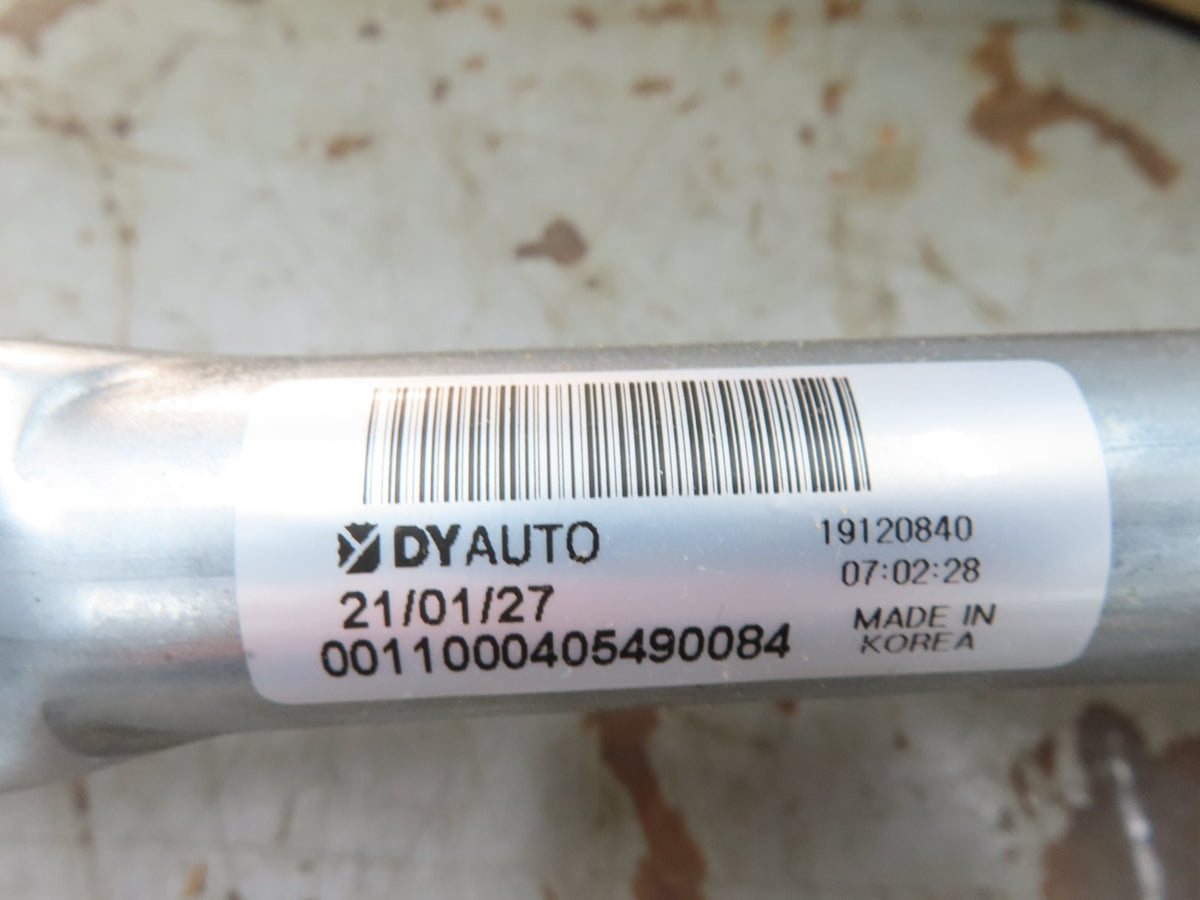 DYAUTO
21/01/27
0011000405490084
19120840
07:02:28
MADE IN
KOREA